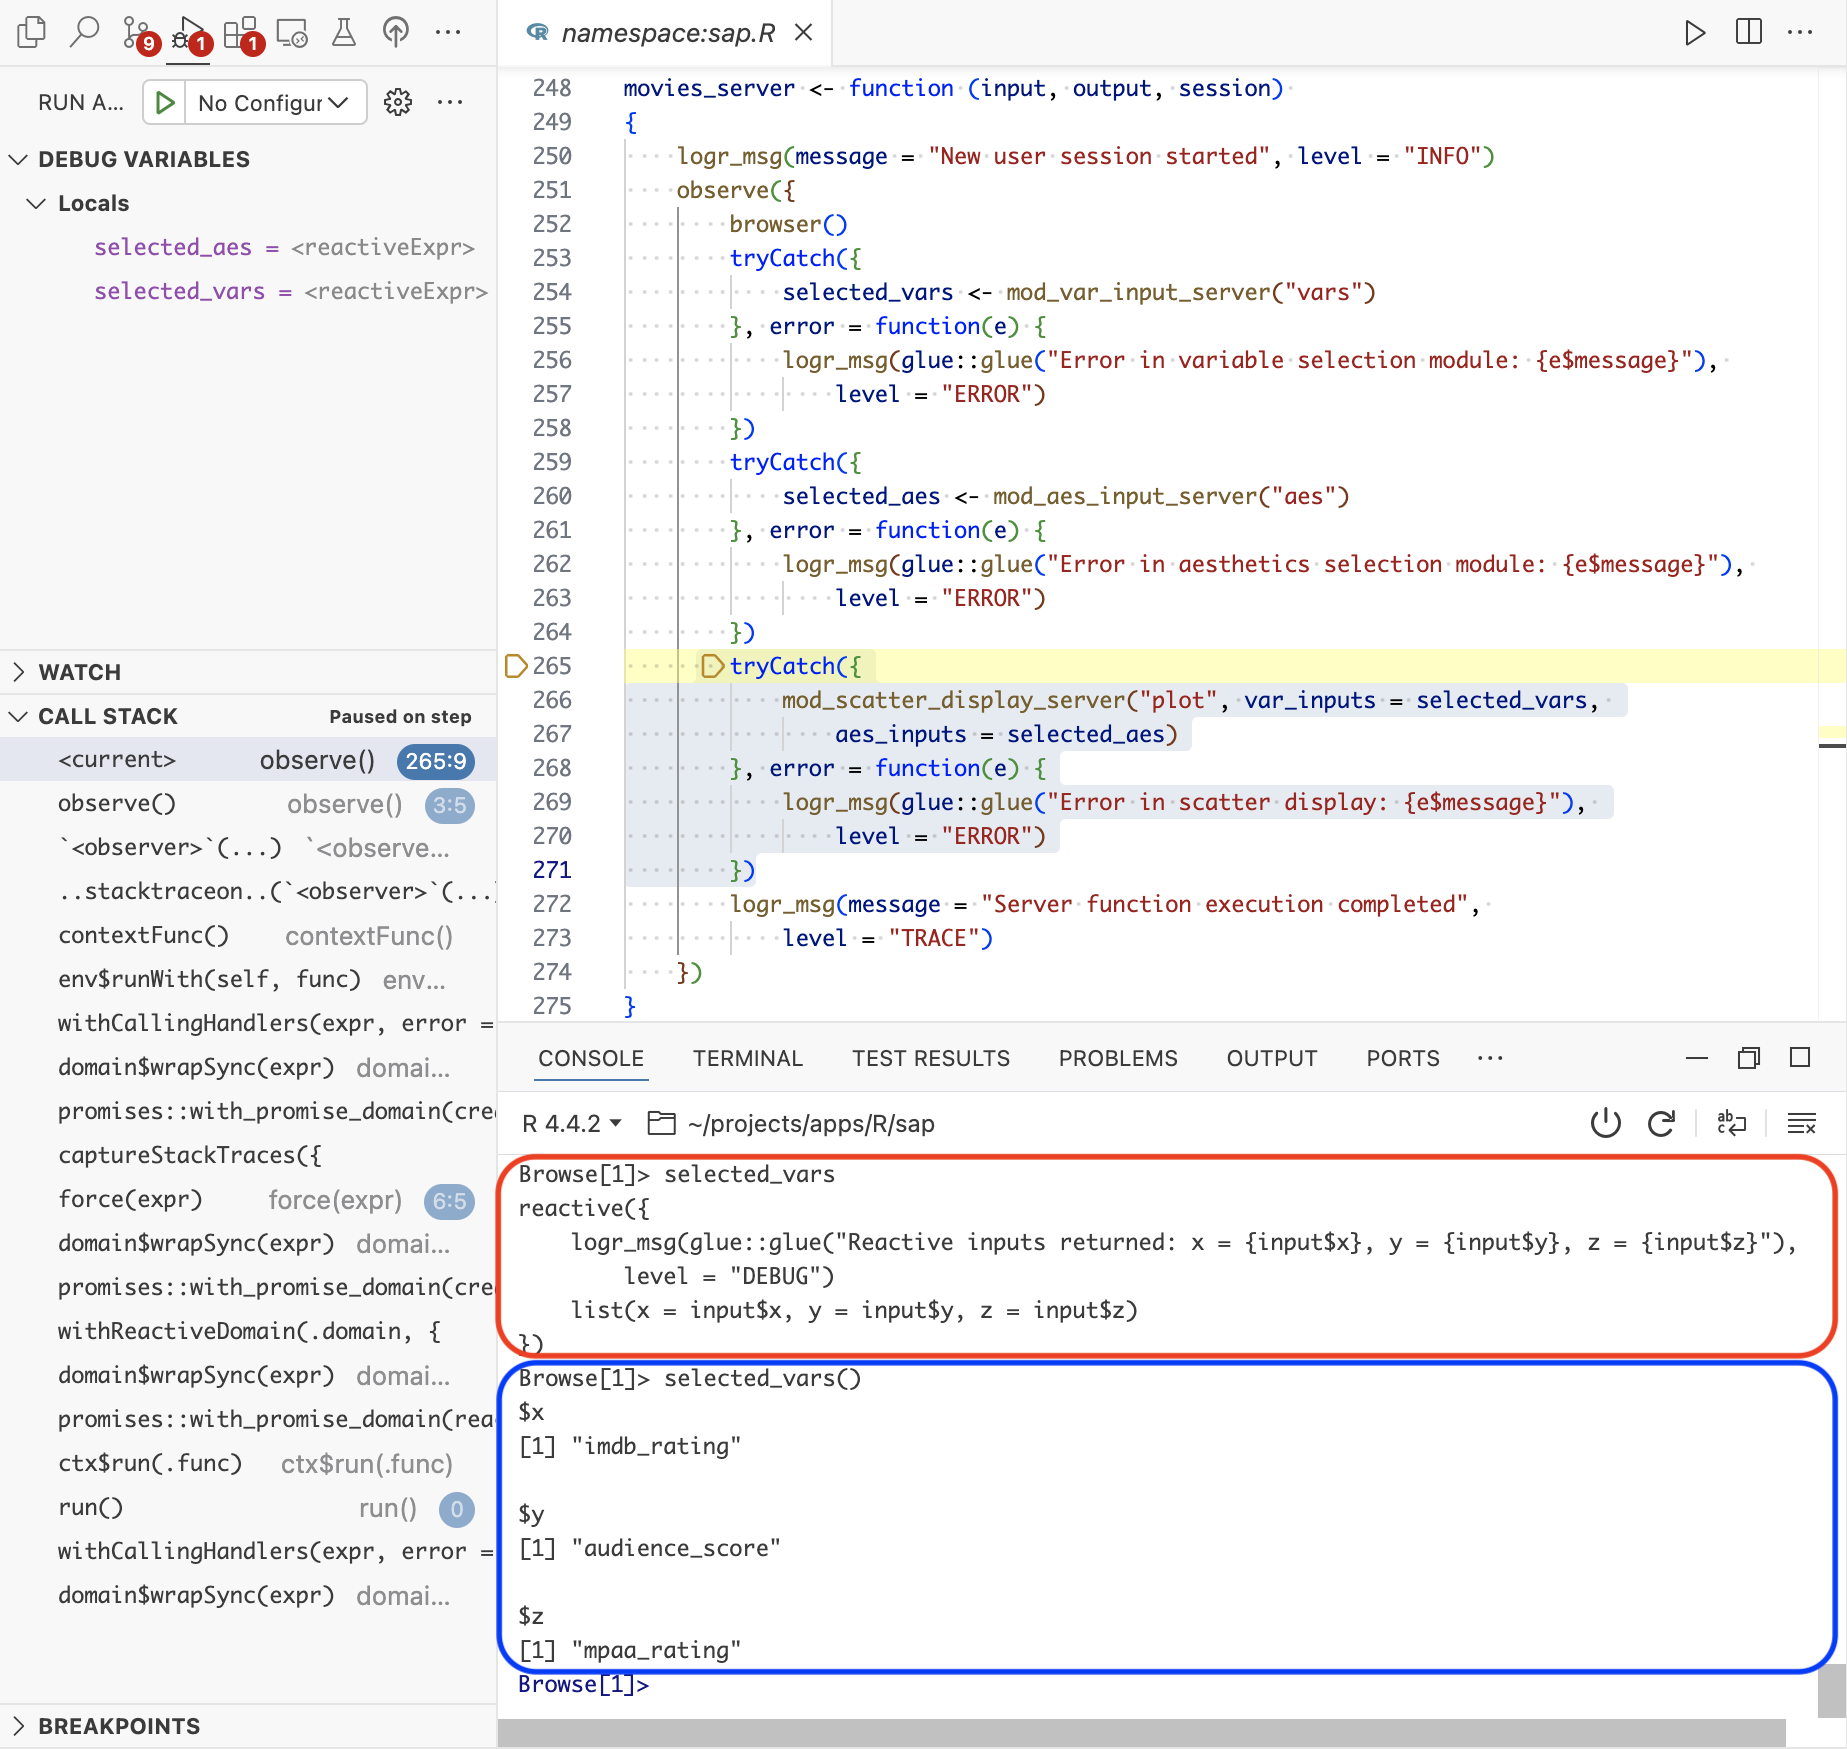 9
1
1
namespace:sap.R
RUN A...
No Configur
DEBUG VARIABLES
Locals
selected_aes = <reactiveExpr>
selected_vars = <reactiveExpr>
WATCH
CALL STACK Paused on step
<current> observe() 265:9
observe() observe() 3:5
`<observer>`(...) `<observe...
..stacktraceon..(`<observer>`(...)
contextFunc() contextFunc()
env$runWith(self, func) env...
withCallingHandlers(expr, error =
domain$wrapSync(expr) domai...
promises::with_promise_domain(cre
captureStackTraces({
force(expr) force(expr) 6:5
domain$wrapSync(expr) domai...
promises::with_promise_domain(cre
withReactiveDomain(.domain, {
domain$wrapSync(expr) domai...
promises::with_promise_domain(rea
ctx$run(.func) ctx$run(.func)
run() run() 0
withCallingHandlers(expr, error =
domain$wrapSync(expr) domai...
BREAKPOINTS
248 movies_server <- function (input, output, session)
249 {
250 logr_msg(message = "New user session started", level = "INFO")
251 observe({
252 browser()
253 tryCatch({
254 selected_vars <- mod_var_input_server("vars")
255 }, error = function(e) {
256 logr_msg(glue::glue("Error in variable selection module: {e$message}"),
257 level = "ERROR")
258 })
259 tryCatch({
260 selected_aes <- mod_aes_input_server("aes")
261 }, error = function(e) {
262 logr_msg(glue::glue("Error in aesthetics selection module: {e$message}"),
263 level = "ERROR")
264 })
265 tryCatch({
266 mod_scatter_display_server("plot", var_inputs = selected_vars,
267 aes_inputs = selected_aes)
268 }, error = function(e) {
269 logr_msg(glue::glue("Error in scatter display: {e$message}"),
270 level = "ERROR")
271 })
272 logr_msg(message = "Server function execution completed",
273 level = "TRACE")
274 })
275 }
CONSOLE TERMINAL TEST RESULTS PROBLEMS OUTPUT PORTS
R 4.4.2 ~/projects/apps/R/sap
Browse[1]> selected_vars
reactive({
logr_msg(glue::glue("Reactive inputs returned: x = {input$x}, y = {input$y}, z = {input$z}"),
level = "DEBUG")
list(x = input$x, y = input$y, z = input$z)
})
Browse[1]> selected_vars()
$x
[1] "imdb_rating"
$y
[1] "audience_score"
$z
[1] "mpaa_rating"
Browse[1]>